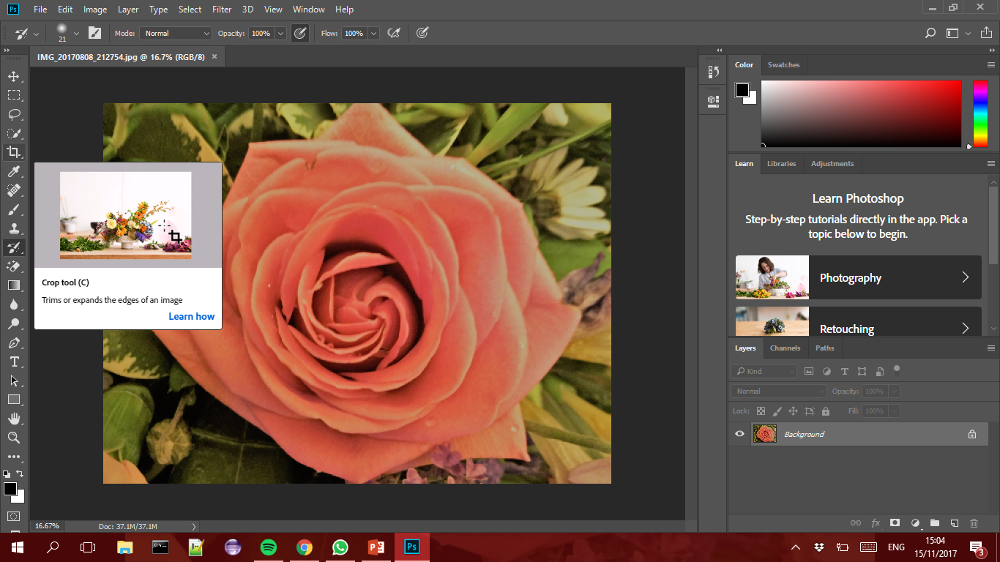 Ps File Edit Image Layer Type Select Filter 3D View Window Help
21 Mode: Normal Opacity: 100% Flow: 100%
IMG_20170808_212754.jpg @ 16.7% (RGB/8) ×
Crop tool (C)
Trims or expands the edges of an image
Learn how
T
16.67% Doc: 37.1M/37.1M
Color Swatches
Learn Libraries Adjustments
Learn Photoshop
Step-by-step tutorials directly in the app. Pick a
topic below to begin.
Photography
Retouching
Layers Channels Paths
Kind T
Normal Opacity: 100%
Lock: Fill: 100%
Background
fx
Ps ENG 15:04
15/11/2017 3